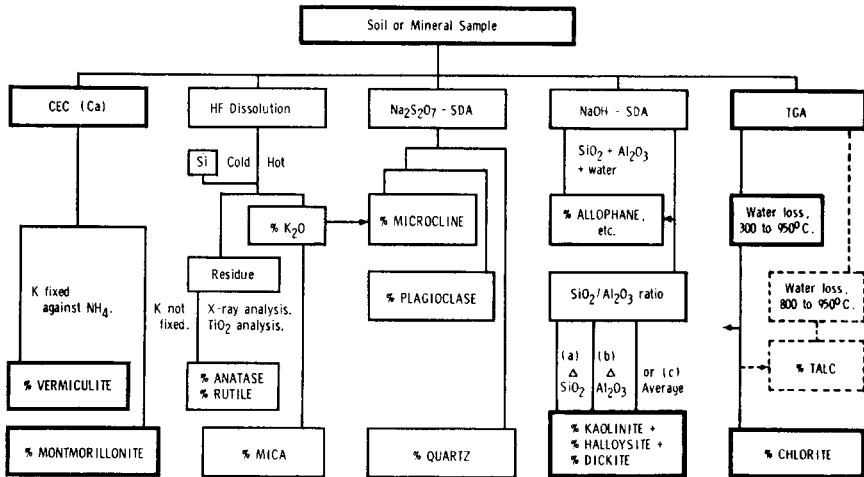 Soil or Mineral Sample
CEC (Ca)
HF Dissolution
Na2S2O7 - SDA
NaOH - SDA
TGA
Si
Cold
Hot
SiO2 + Al2O3
+ water
% K2O
% MICROCLINE
% ALLOPHANE,
etc.
Water loss,
300 to 950°C.
K fixed
against NH4.
K not
fixed.
Residue
X-ray analysis.
TiO2 analysis.
% PLAGIOCLASE
SiO2/Al2O3 ratio
Water loss,
800 to 950°C.
(a)
△
SiO2
(b)
△
Al2O3
or (c)
Average
% TALC
% VERMICULITE
% ANATASE
% RUTILE
% MONTMORILLONITE
% MICA
% QUARTZ
% KAOLINITE +
% HALLOYSITE +
% DICKITE
% CHLORITE